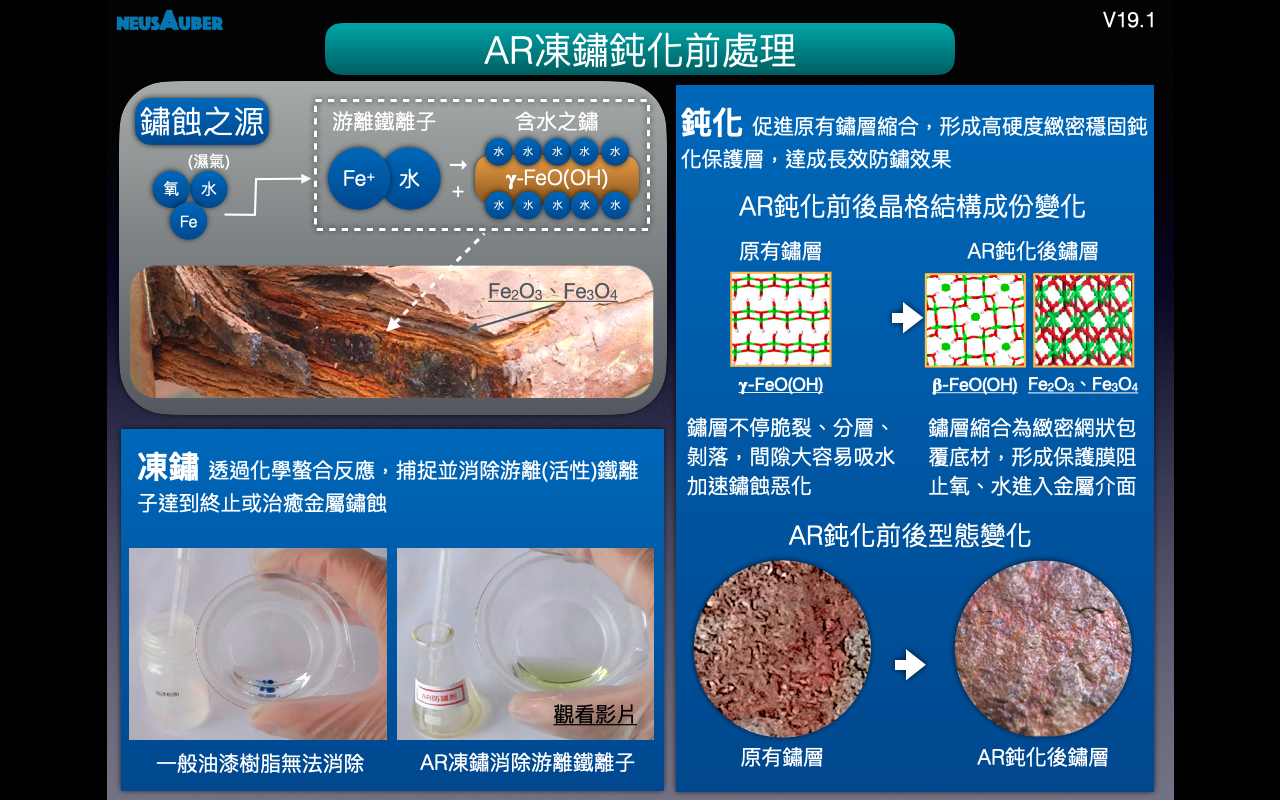 NEUSAUBER
V19.1
AR凍鏽鈍化前處理
鏽蝕之源
(濕氣)
氧
水
Fe
游離鐵離子
Fe+
水
→
+
含水之鏽
水 水 水 水 水
γ-FeO(OH)
水 水 水 水 水
Fe2O3、Fe3O4
凍鏽 透過化學螯合反應，捕捉並消除游離(活性)鐵離
子達到終止或治癒金屬鏽蝕
AR防鏽劑
觀看影片
一般油漆樹脂無法消除
AR凍鏽消除游離鐵離子
鈍化 促進原有鏽層縮合，形成高硬度緻密穩固鈍
化保護層，達成長效防鏽效果
AR鈍化前後晶格結構成份變化
原有鏽層
AR鈍化後鏽層
γ-FeO(OH)
β-FeO(OH)
Fe2O3、Fe3O4
鏽層不停脆裂、分層、
剝落，間隙大容易吸水
加速鏽蝕惡化
鏽層縮合為緻密網狀包
覆底材，形成保護膜阻
止氧、水進入金屬介面
AR鈍化前後型態變化
原有鏽層
AR鈍化後鏽層